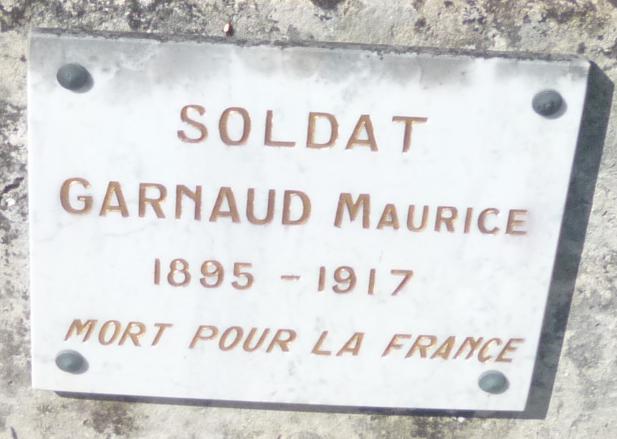 SOLDAT
GARNAUD MAURICE
1895 - 1917
MORT POUR LA FRANCE